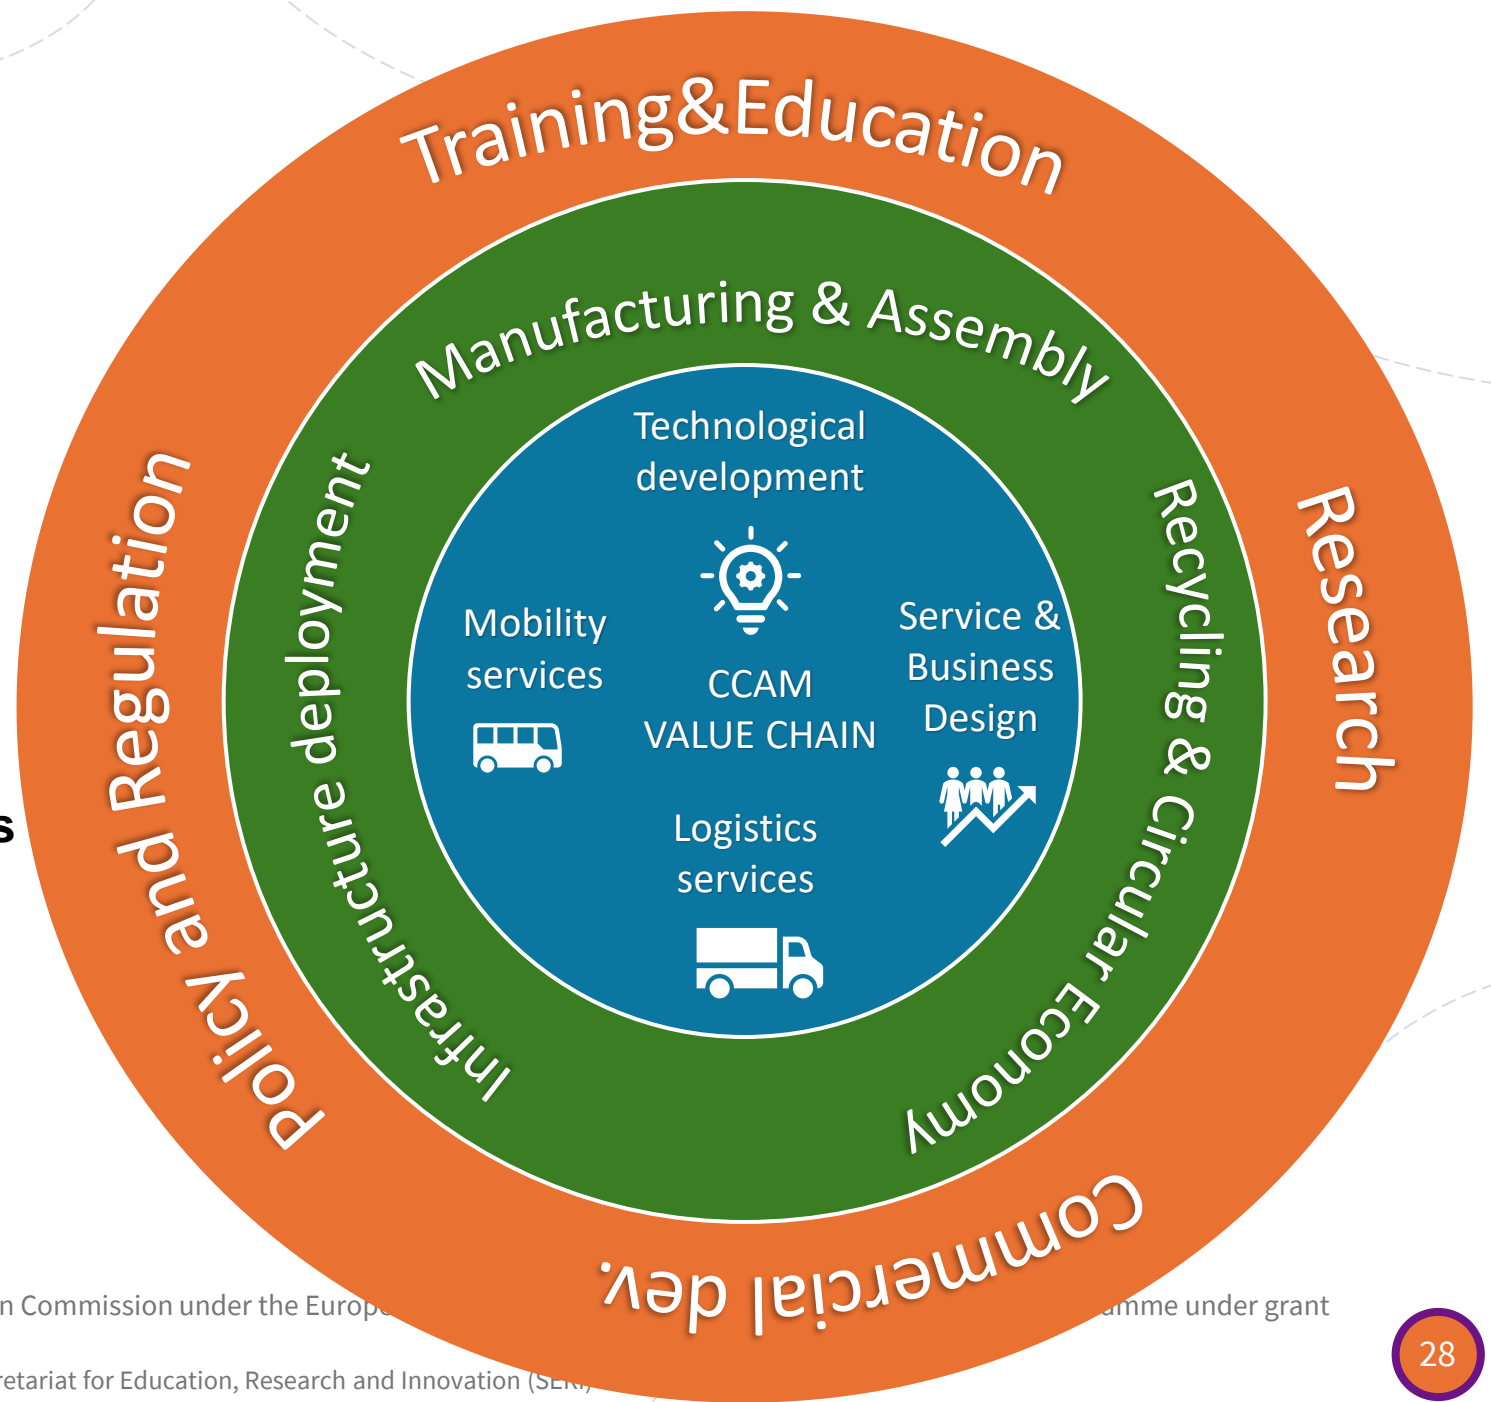 Training&Education
Manufacturing & Assembly
Technological
development
Mobility
services
CCAM
VALUE CHAIN
Service &
Business
Design
Logistics
services
Infrastructure deployment
Recycling & Circular Economy
Policy and Regulation
Research
Commercial dev.
s
n Commission under the Europ
amme under grant
retariat for Education, Research and Innovation (SERI)
28